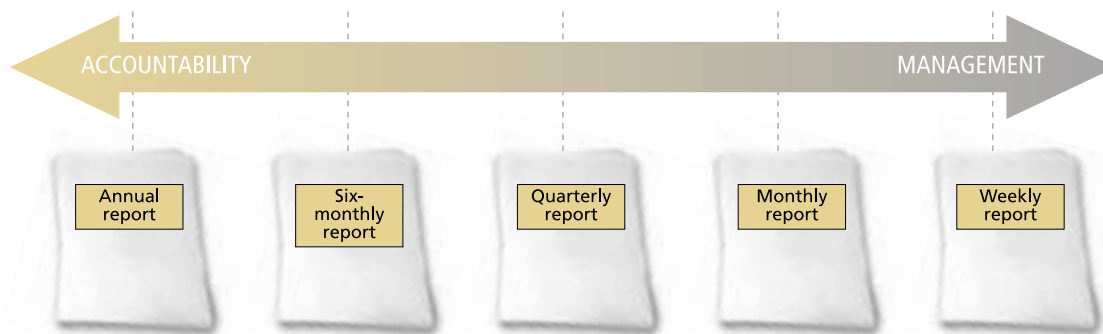 ACCOUNTABILITY
MANAGEMENT
Annual
report
Six-
monthly
report
Quarterly
report
Monthly
report
Weekly
report